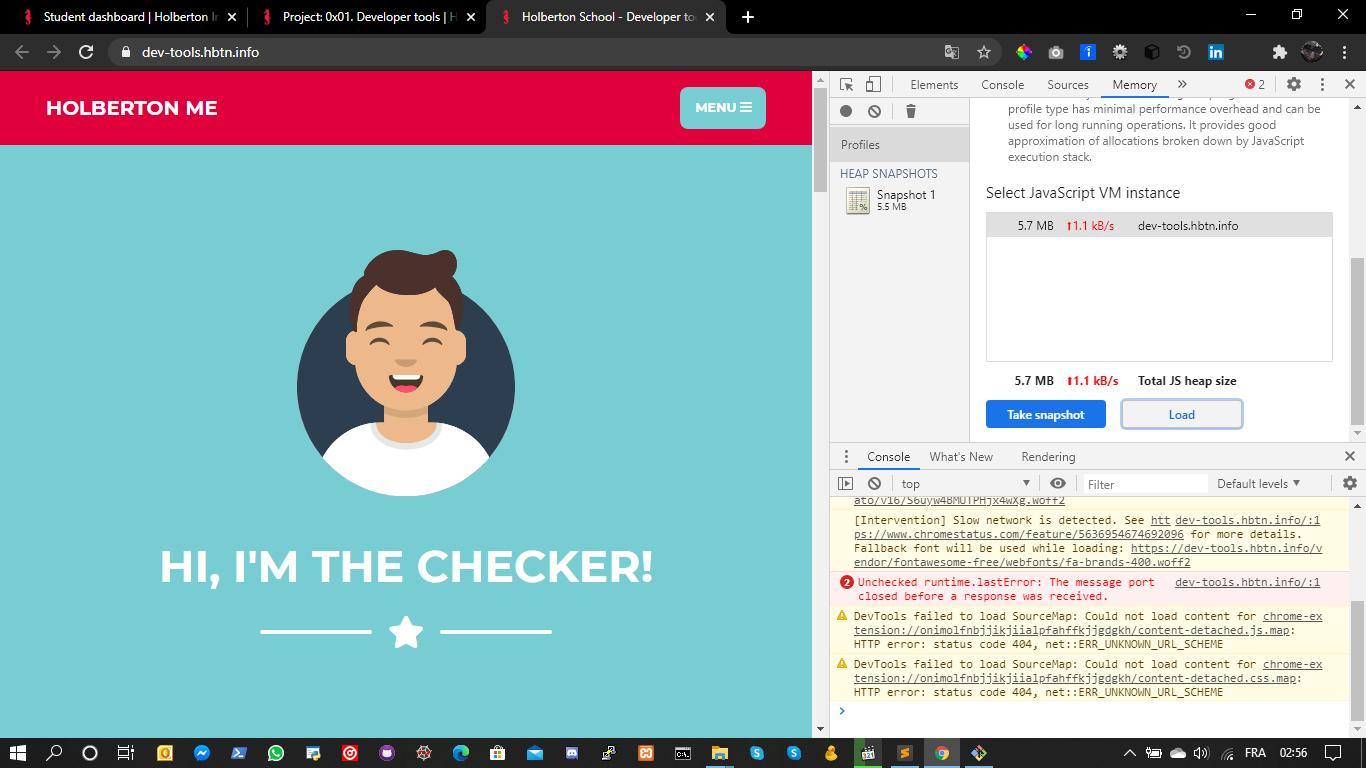 Student dashboard | Holberton In
Project: 0x01. Developer tools | H
Holberton School - Developer to
dev-tools.hbtn.info
HOLBERTON ME
MENU
HI, I'M THE CHECKER!
Elements Console Sources Memory 2
profile type has minimal performance overhead and can be
used for long running operations. It provides good
approximation of allocations broken down by JavaScript
execution stack.
Profiles
HEAP SNAPSHOTS
Snapshot 1
5.5 MB
Select JavaScript VM instance
5.7 MB 1.1 kB/s dev-tools.hbtn.info
5.7 MB 1.1 kB/s Total JS heap size
Take snapshot Load
Console What's New Rendering
top Filter Default levels
ato/v16/S6uyw4BMUTPHjx4wXg.woff2
[Intervention] Slow network is detected. See htt dev-tools.hbtn.info/:1
ps://www.chromestatus.com/feature/5636954674692096 for more details.
Fallback font will be used while loading: https://dev-tools.hbtn.info/v
endor/fontawesome-free/webfonts/fa-brands-400.woff2
2 Unchecked runtime.lastError: The message port dev-tools.hbtn.info/:1
closed before a response was received.
DevTools failed to load SourceMap: Could not load content for chrome-ex
tension://onimolfnbjjikjiialpfahffkjjgdgkh/content-detached.js.map:
HTTP error: status code 404, net::ERR_UNKNOWN_URL_SCHEME
DevTools failed to load SourceMap: Could not load content for chrome-ex
tension://onimolfnbjjikjiialpfahffkjjgdgkh/content-detached.css.map:
HTTP error: status code 404, net::ERR_UNKNOWN_URL_SCHEME
FRA 02:56